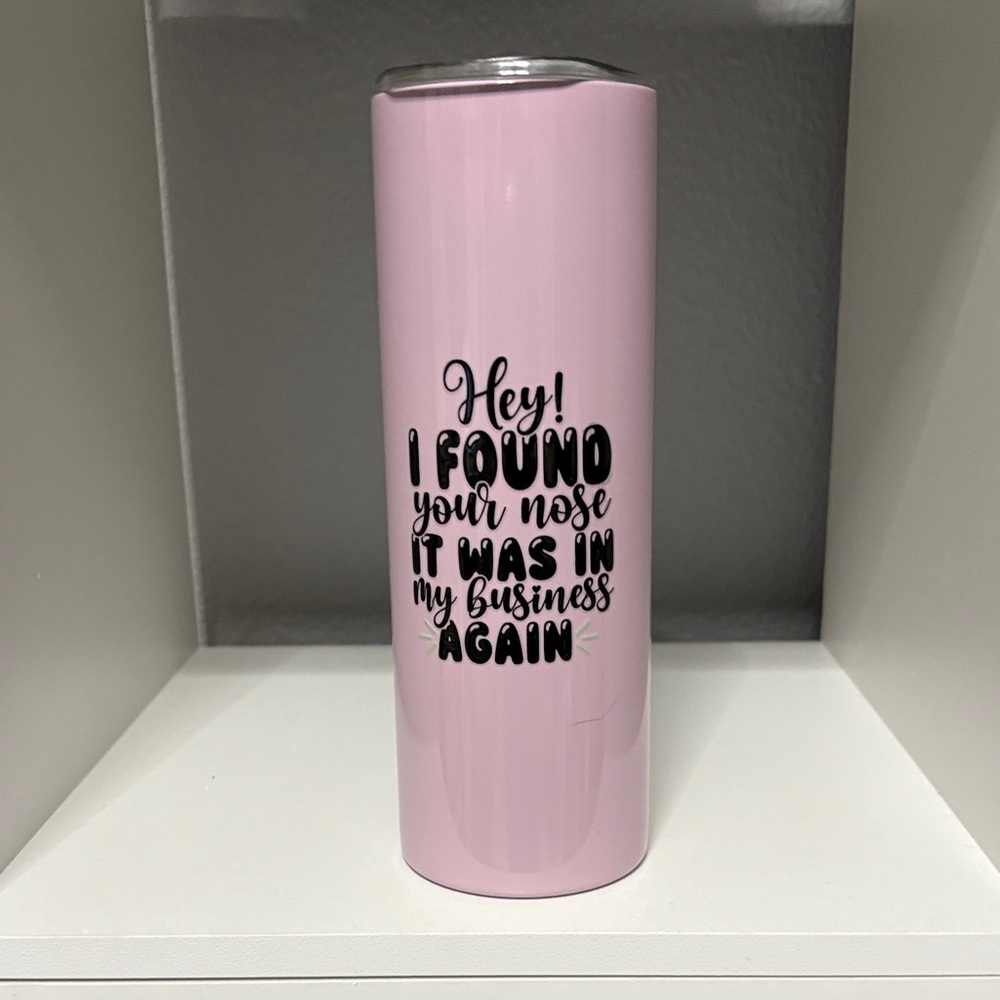 Hey!
I FOUND
your nose
IT WAS IN
my business
AGAIN